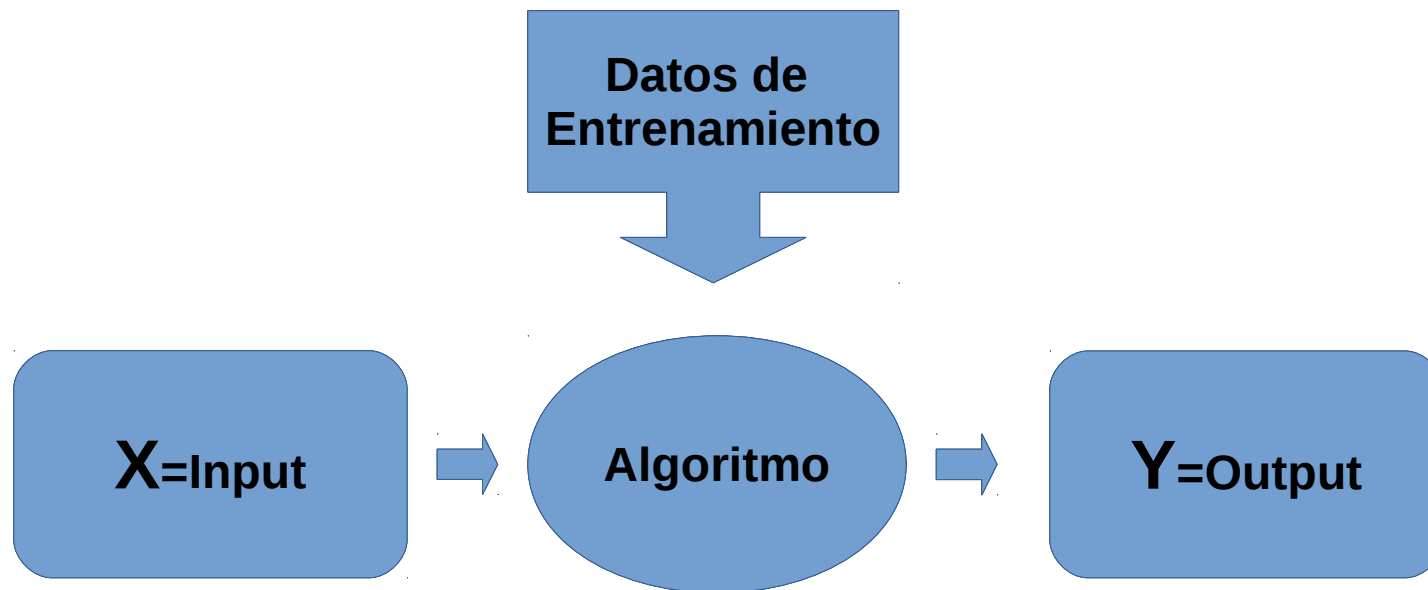 Datos de
Entrenamiento
X=Input
Algoritmo
Y=Output